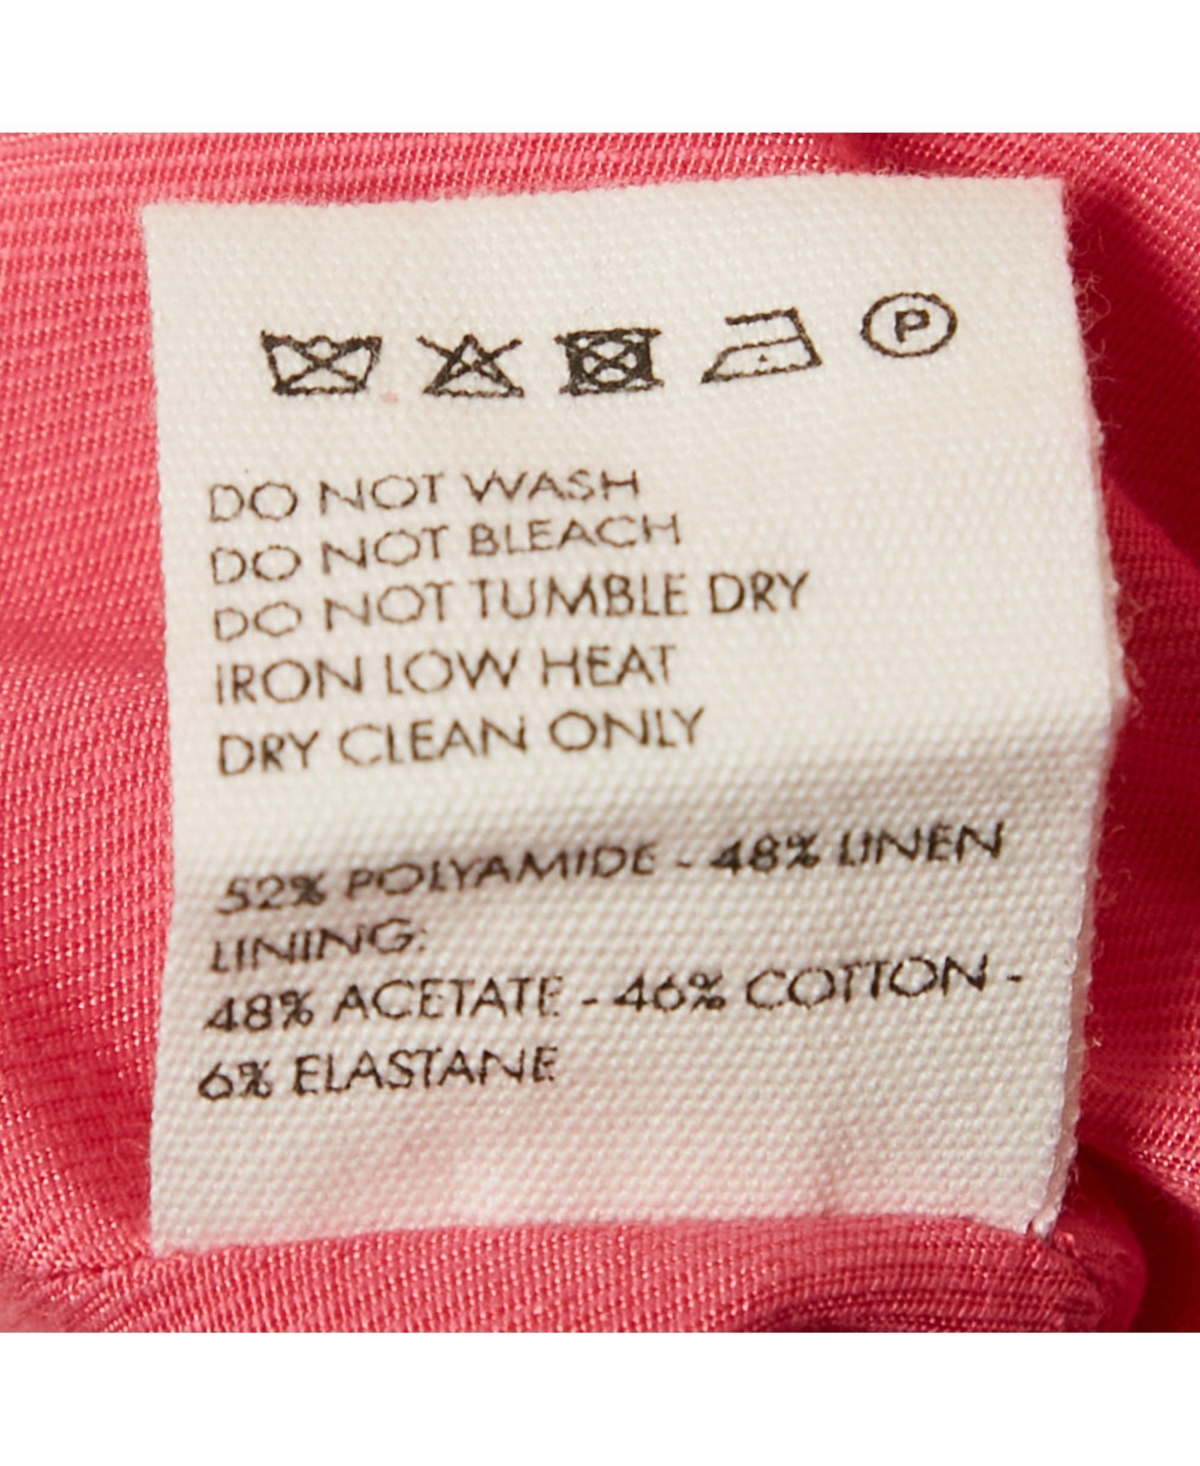 P
DO NOT WASH
DO NOT BLEACH
DO NOT TUMBLE DRY
IRON LOW HEAT
DRY CLEAN ONLY
52% POLYAMIDE - 48% LINEN
LINING:
48% ACETATE - 46% COTTON -
6% ELASTANE